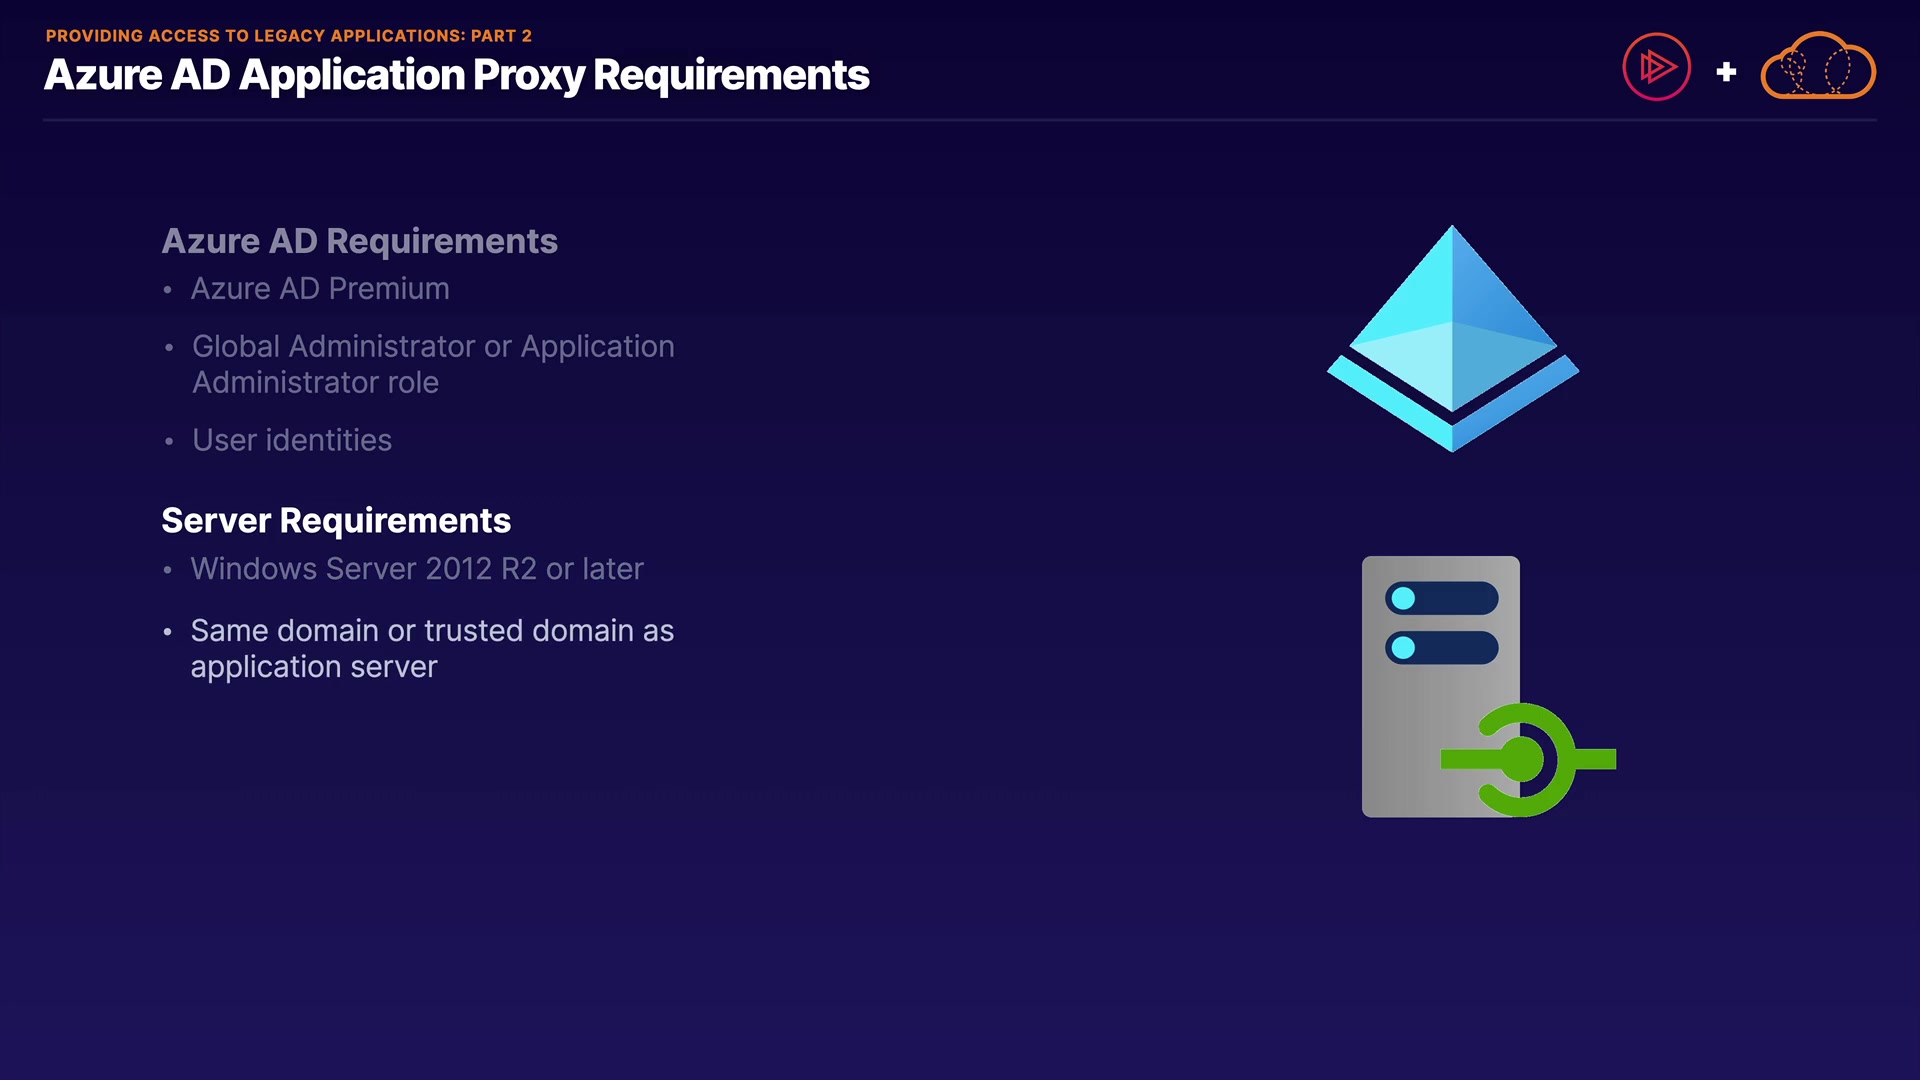 PROVIDING ACCESS TO LEGACY APPLICATIONS: PART 2
Azure AD Application Proxy Requirements
+
Azure AD Requirements
• Azure AD Premium
• Global Administrator or Application
Administrator role
• User identities
Server Requirements
• Windows Server 2012 R2 or later
• Same domain or trusted domain as
application server